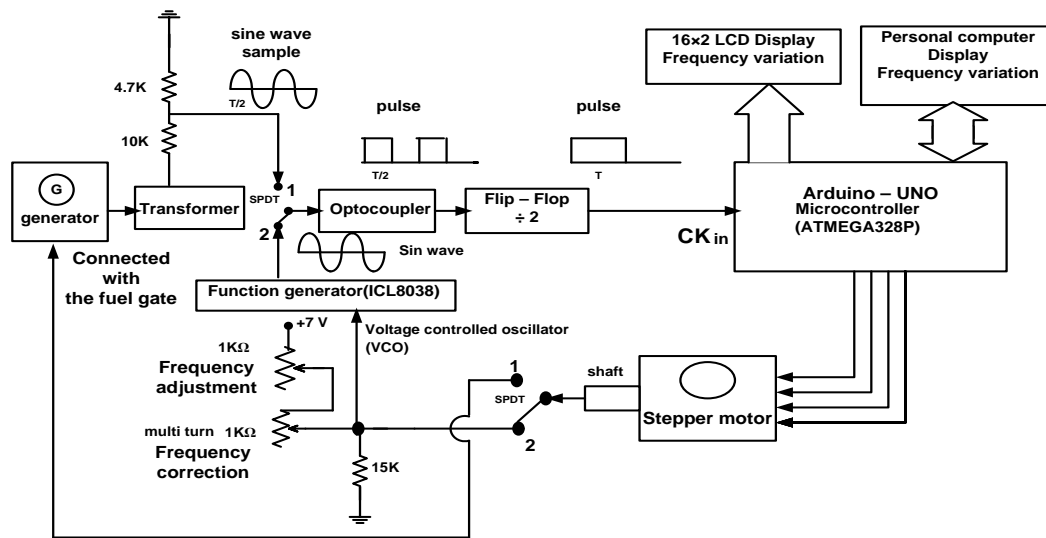 sine wave
sample
T/2
4.7K
10K
16×2 LCD Display
Frequency variation
Personal computer
Display
Frequency variation
pulse
T/2
pulse
T
G
generator
Transformer
1
SPDT
2
Optocoupler
Flip – Flop
÷ 2
CK in
Arduino – UNO
Microcontroller
(ATMEGA328P)
Sin wave
Connected
with
the fuel gate
Function generator(ICL8038)
+7 V
Voltage controlled oscillator
(VCO)
1KΩ
Frequency
adjustment
multi turn 1KΩ
Frequency
correction
15K
1
SPDT
2
shaft
Stepper motor